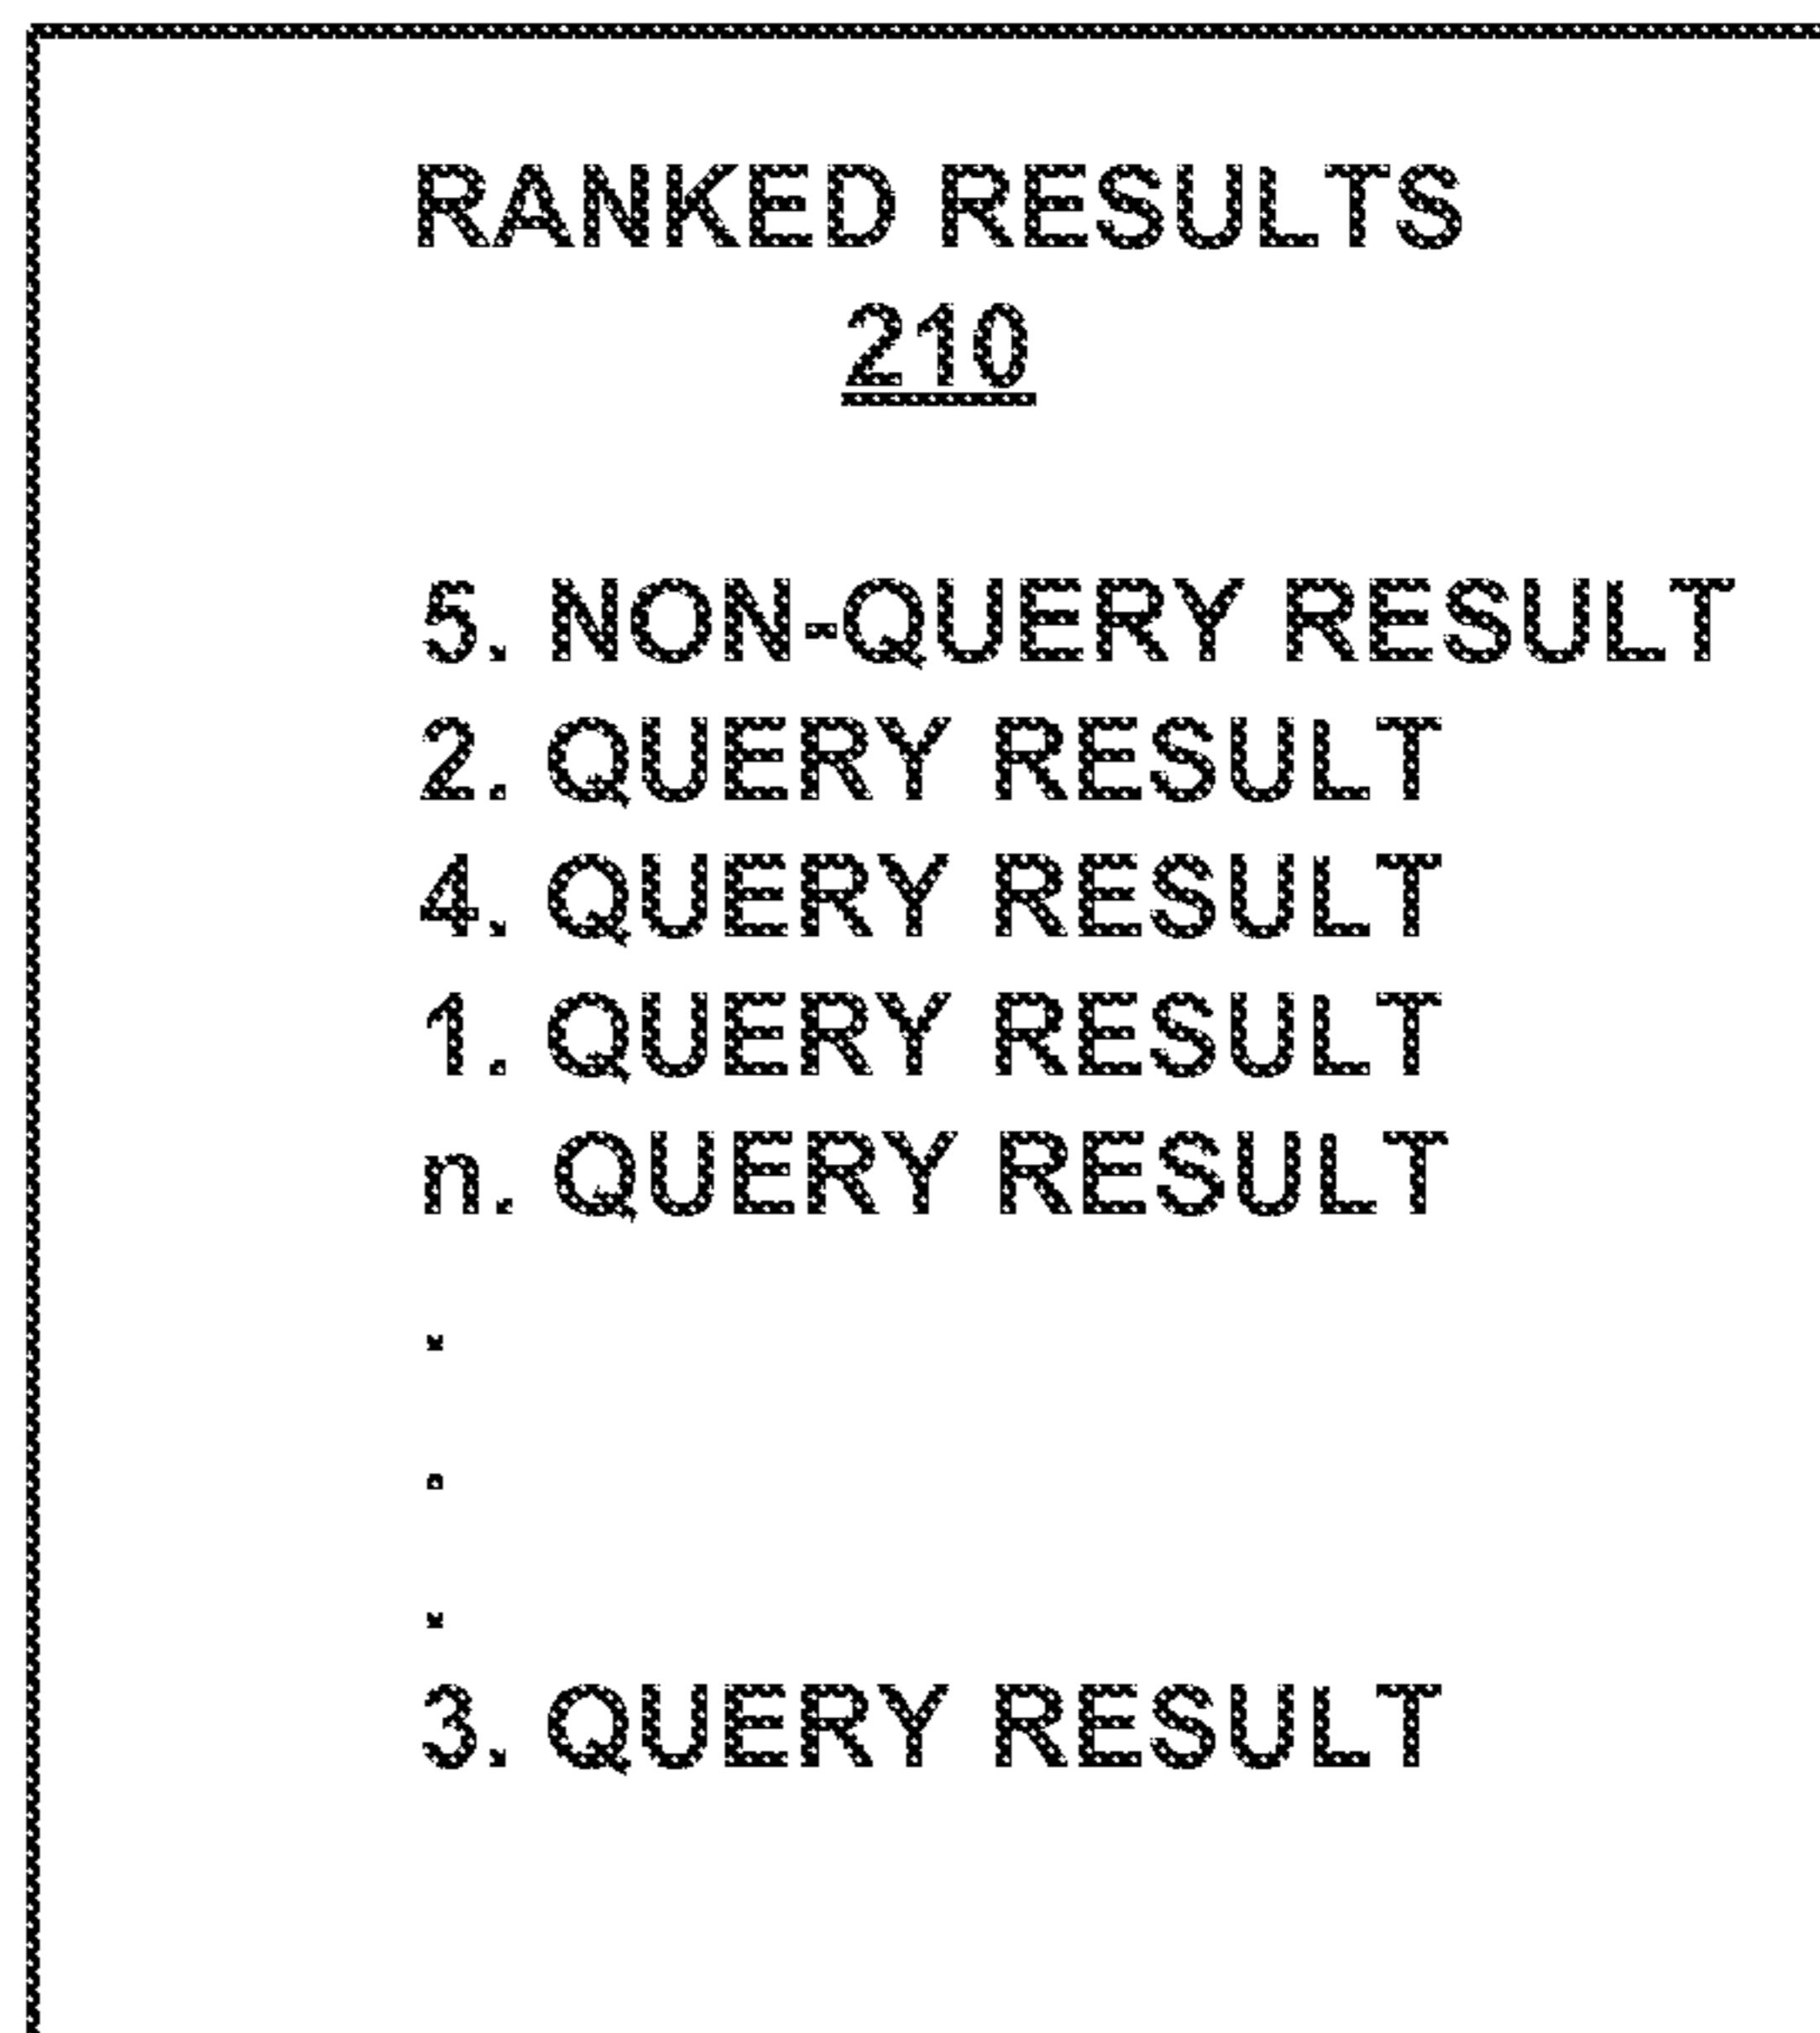 RANKED RESULTS
210
5. NON-QUERY RESULT
2. QUERY RESULT
4. QUERY RESULT
1. QUERY RESULT
n. QUERY RESULT
.
.
.
3. QUERY RESULT